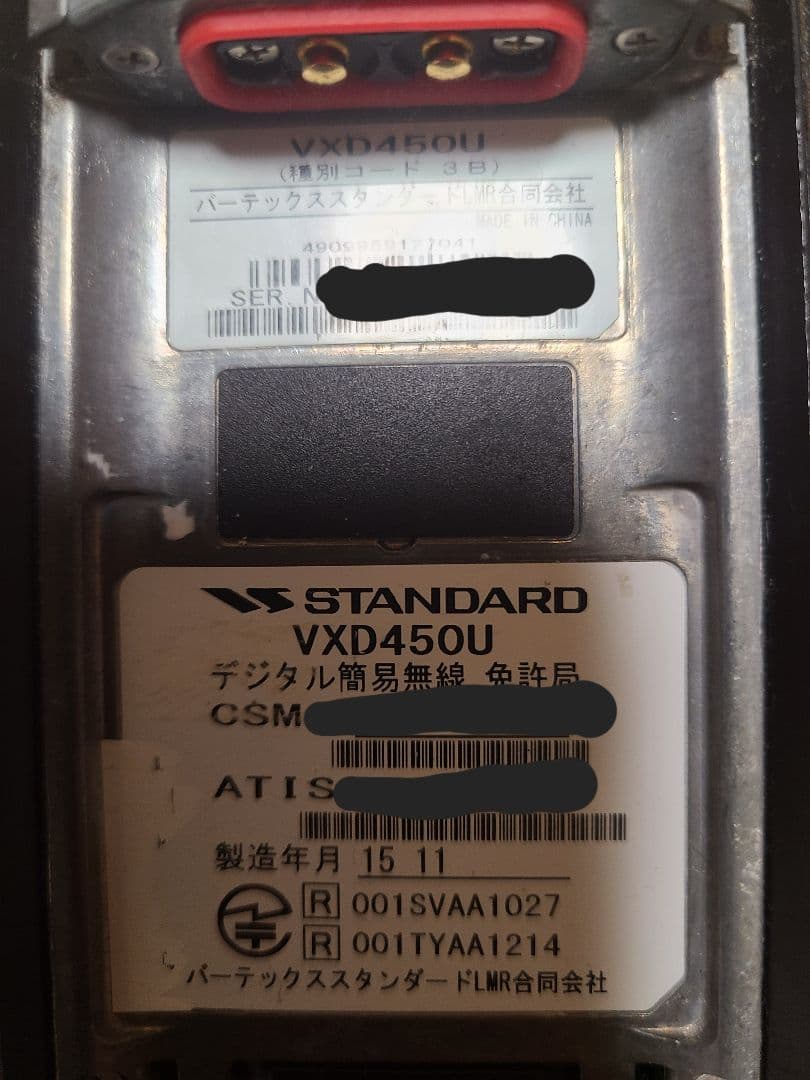 VXD450U
(種別コード 3B)
バーテックススタンダードLMR合同会社
MADE IN CHINA
4909959177041
SER. N
STANDARD
VXD450U
デジタル簡易無線 免許局
CSM
ATIS
製造年月 15 11
R 001SVAA1027
R 001TYAA1214
バーテックススタンダードLMR合同会社